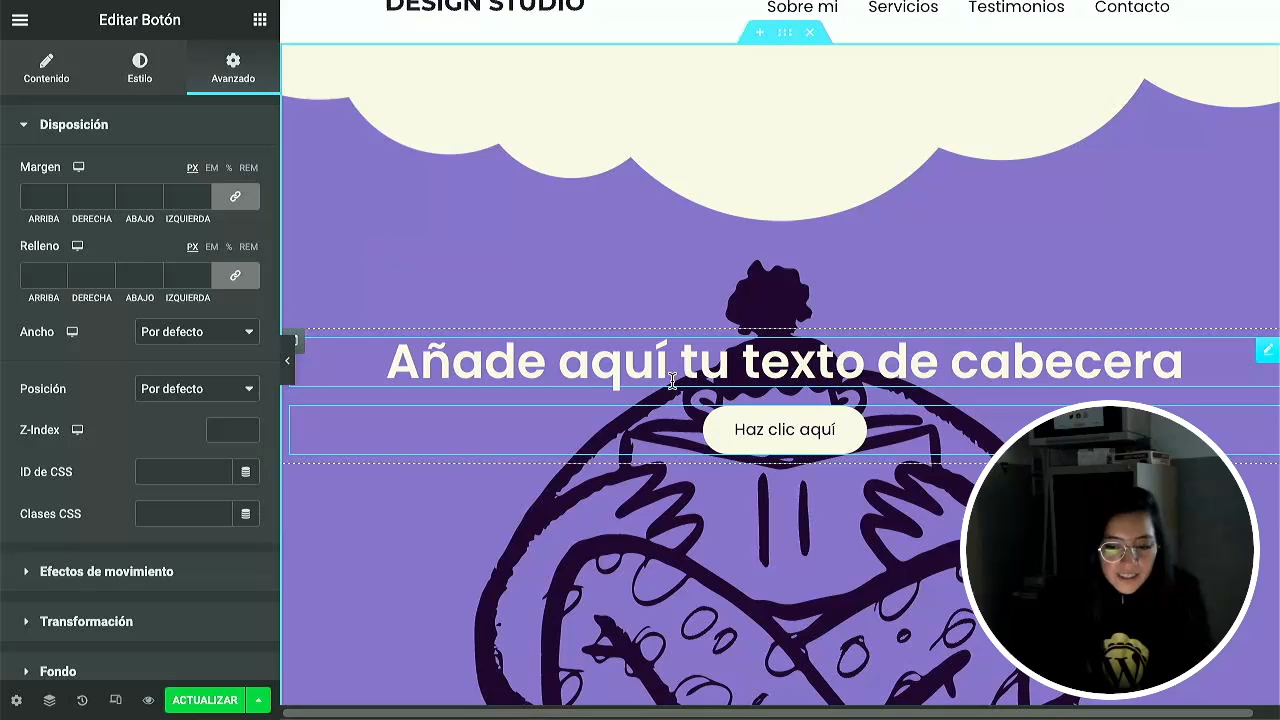 Editar Botón
Contenido
Estilo
Avanzado
Disposición
Margen
PX EM % REM
ARRIBA DERECHA ABAJO IZQUIERDA
Relleno
PX EM % REM
ARRIBA DERECHA ABAJO IZQUIERDA
Ancho
Por defecto
Posición
Por defecto
Z-Index
ID de CSS
Clases CSS
Efectos de movimiento
Transformación
Fondo
ACTUALIZAR
DESIGN STUDIO
Sobre mi
Servicios
Testimonios
Contacto
Añade aquí tu texto de cabecera
Haz clic aquí